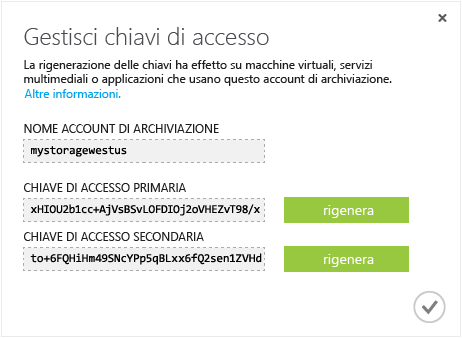 Gestisci chiavi di accesso
La rigenerazione delle chiavi ha effetto su macchine virtuali, servizi
multimediali o applicazioni che usano questo account di archiviazione.
Altre informazioni.
NOME ACCOUNT DI ARCHIVIAZIONE
mystoragewestus
CHIAVE DI ACCESSO PRIMARIA
xHIOU2b1cc+AjVsBSvLOFDIOj2oVHEZvT98/x rigenera
CHIAVE DI ACCESSO SECONDARIA
to+6FQHiHm49SNcYPp5qBLxx6fQ2sen1ZVHd rigenera